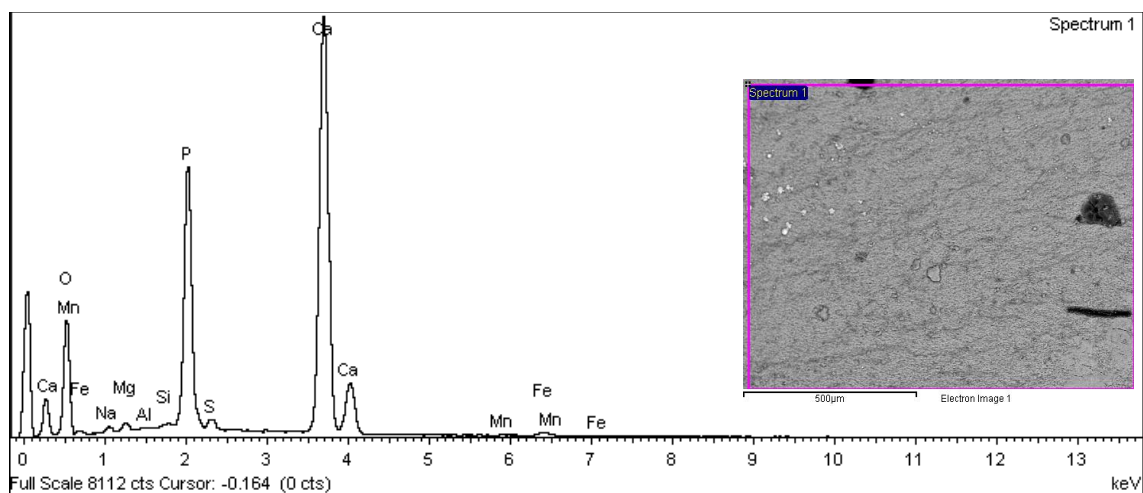 Spectrum 1
Ca
Spectrum 1
P
O
Mn
Ca
Fe
Na
Mg
Al
Si
S
Ca
Mn
Fe
Mn
Fe
500µm
Electron Image 1
0 1 2 3 4 5 6 7 8 9 10 11 12 13
Full Scale 8112 cts Cursor: -0.164 (0 cts)
keV